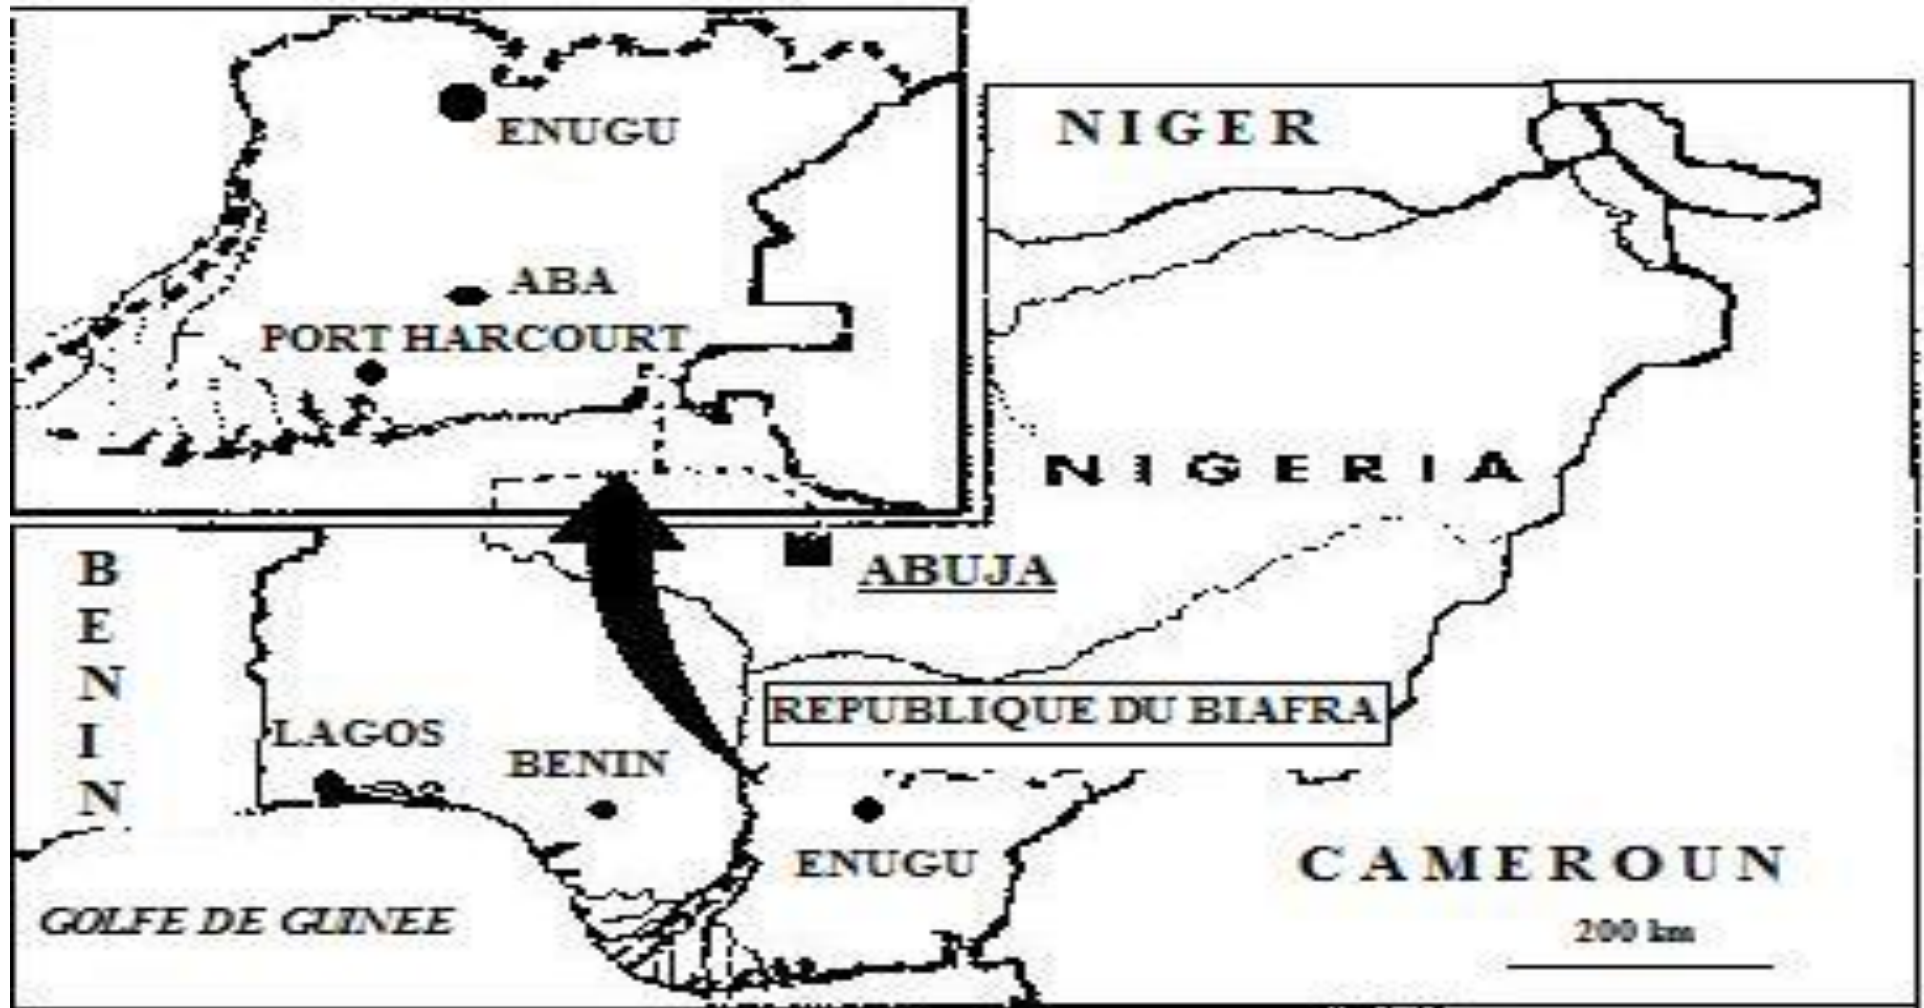 ENUGU
ABA
PORT HARCOURT
NIGER
NIGERIA
ABUJA
BENIN
REPUBLIQUE DU BIAFRA
LAGOS
BENIN
ENUGU
CAMEROUN
GOLFE DE GUINEE
200 km